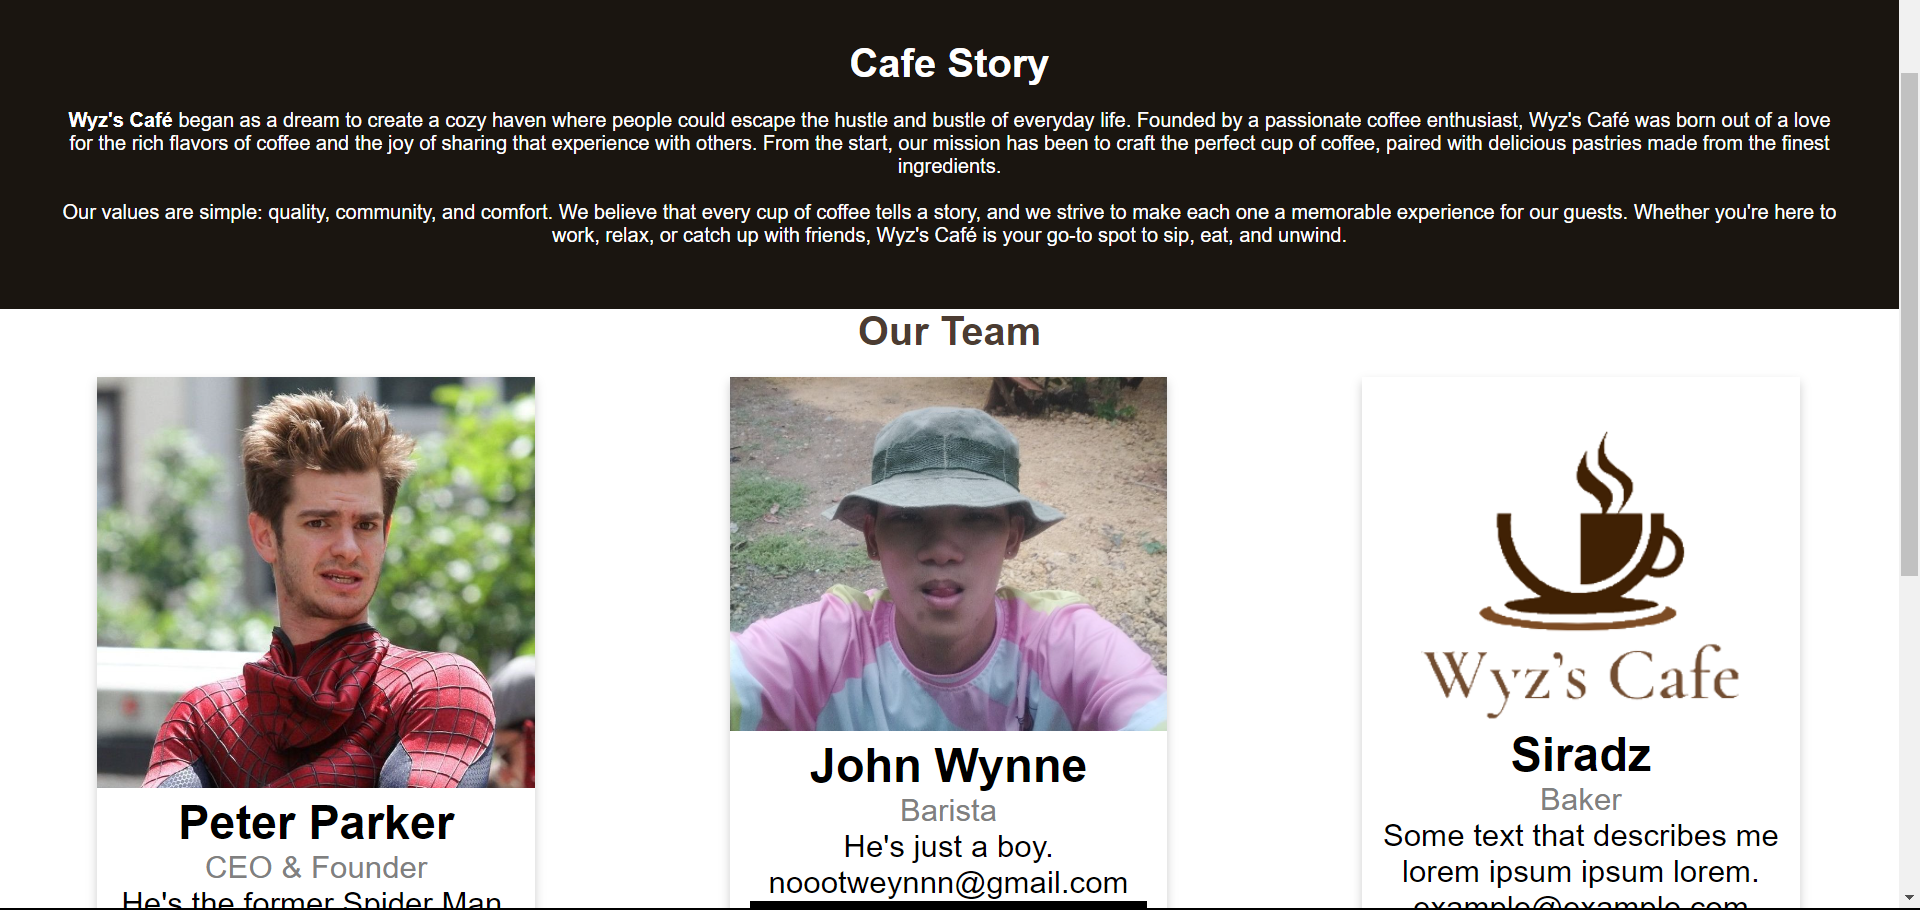 Cafe Story
Wyz's Café began as a dream to create a cozy haven where people could escape the hustle and bustle of everyday life. Founded by a passionate coffee enthusiast, Wyz's Café was born out of a love
for the rich flavors of coffee and the joy of sharing that experience with others. From the start, our mission has been to craft the perfect cup of coffee, paired with delicious pastries made from the finest
ingredients.
Our values are simple: quality, community, and comfort. We believe that every cup of coffee tells a story, and we strive to make each one a memorable experience for our guests. Whether you're here to
work, relax, or catch up with friends, Wyz's Café is your go-to spot to sip, eat, and unwind.
Our Team
Peter Parker
CEO & Founder
He's the former Spider Man
John Wynne
Barista
He's just a boy.
noootweynnn@gmail.com
Wyz's Cafe
Siradz
Baker
Some text that describes me
lorem ipsum ipsum lorem.
example@example.com